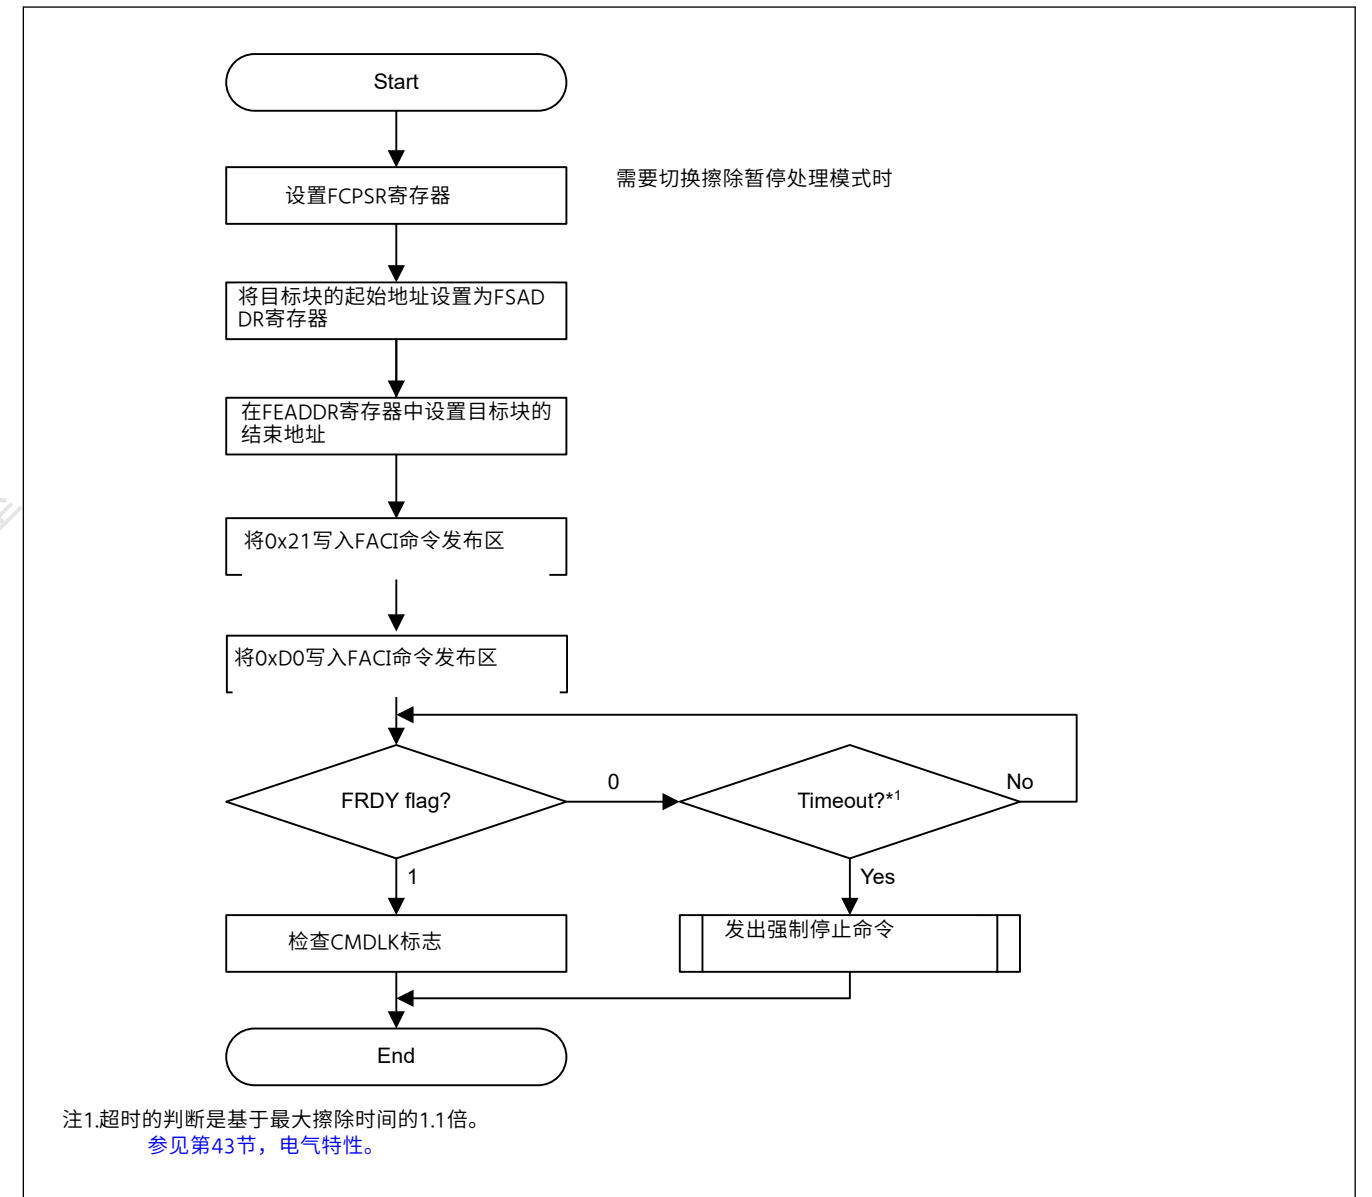 Start
设置FCPSR寄存器
需要切换擦除暂停处理模式时
将目标块的起始地址设置为FSAD
DR寄存器
在FEADDR寄存器中设置目标块的
结束地址
将0x21写入FACI命令发布区
将0xD0写入FACI命令发布区
FRDY flag?
0
Timeout?*1
No
1
Yes
检查CMDLK标志
发出强制停止命令
End
注1.超时的判断是基于最大擦除时间的1.1倍。
参见第43节，电气特性。